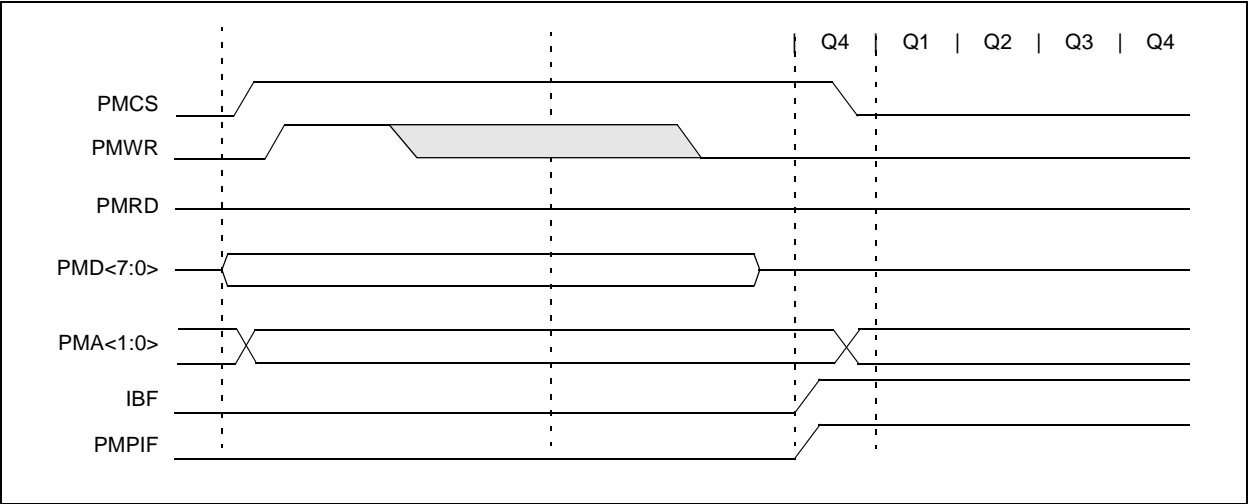 | Q4 | Q1 | Q2 | Q3 | Q4
PMCS
PMWR
PMRD
PMD<7:0>
PMA<1:0>
IBF
PMPIF